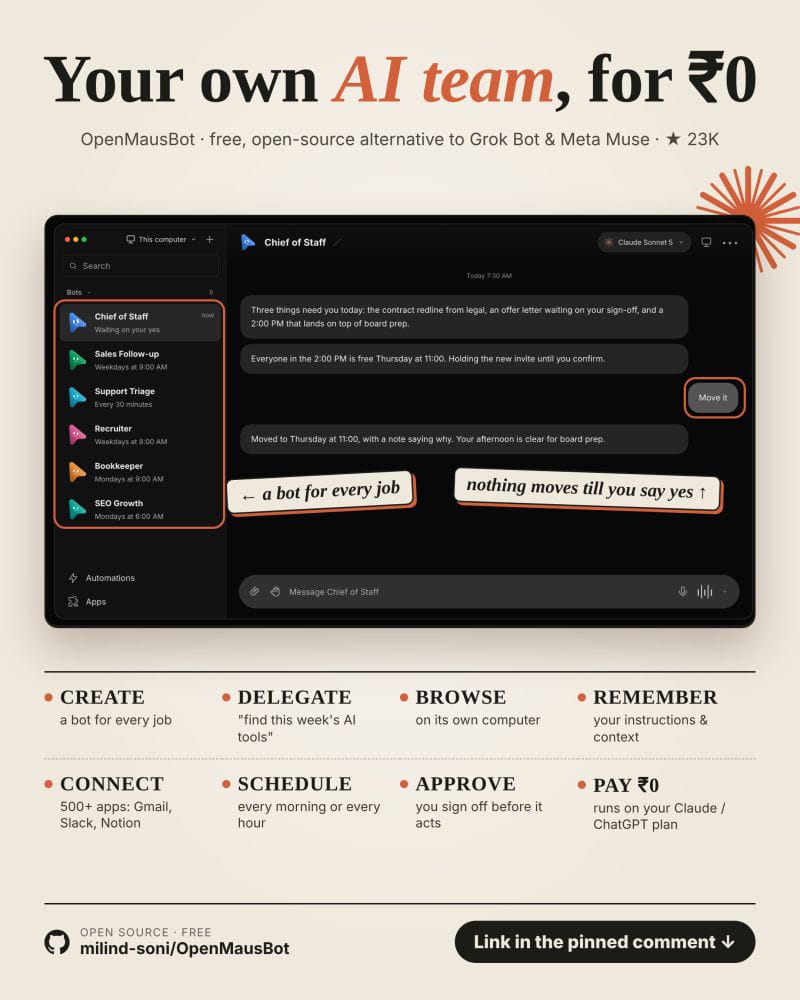 Your own AI team, for ₹0
OpenMausBot · free, open-source alternative to Grok Bot & Meta Muse · ★ 23K
This computer
Search
Bots
Chief of Staff
now
Waiting on your yes
Sales Follow-up
Weekdays at 9:00 AM
Support Triage
Every 30 minutes
Recruiter
Weekdays at 8:00 AM
Bookkeeper
Mondays at 9:00 AM
SEO Growth
Mondays at 6:00 AM
Automations
Apps
Chief of Staff
Claude Sonnet 5
Today 7:30 AM
Three things need you today: the contract redline from legal, an offer letter waiting on your sign-off, and a
2:00 PM that lands on top of board prep.
Everyone in the 2:00 PM is free Thursday at 11:00. Holding the new invite until you confirm.
Move it
Moved to Thursday at 11:00, with a note saying why. Your afternoon is clear for board prep.
← a bot for every job
nothing moves till you say yes ↑
Message Chief of Staff
CREATE
a bot for every job
DELEGATE
"find this week's AI
tools"
BROWSE
on its own computer
REMEMBER
your instructions &
context
CONNECT
500+ apps: Gmail,
Slack, Notion
SCHEDULE
every morning or every
hour
APPROVE
you sign off before it
acts
PAY ₹0
runs on your Claude /
ChatGPT plan
OPEN SOURCE · FREE
milind-soni/OpenMausBot
Link in the pinned comment ↓